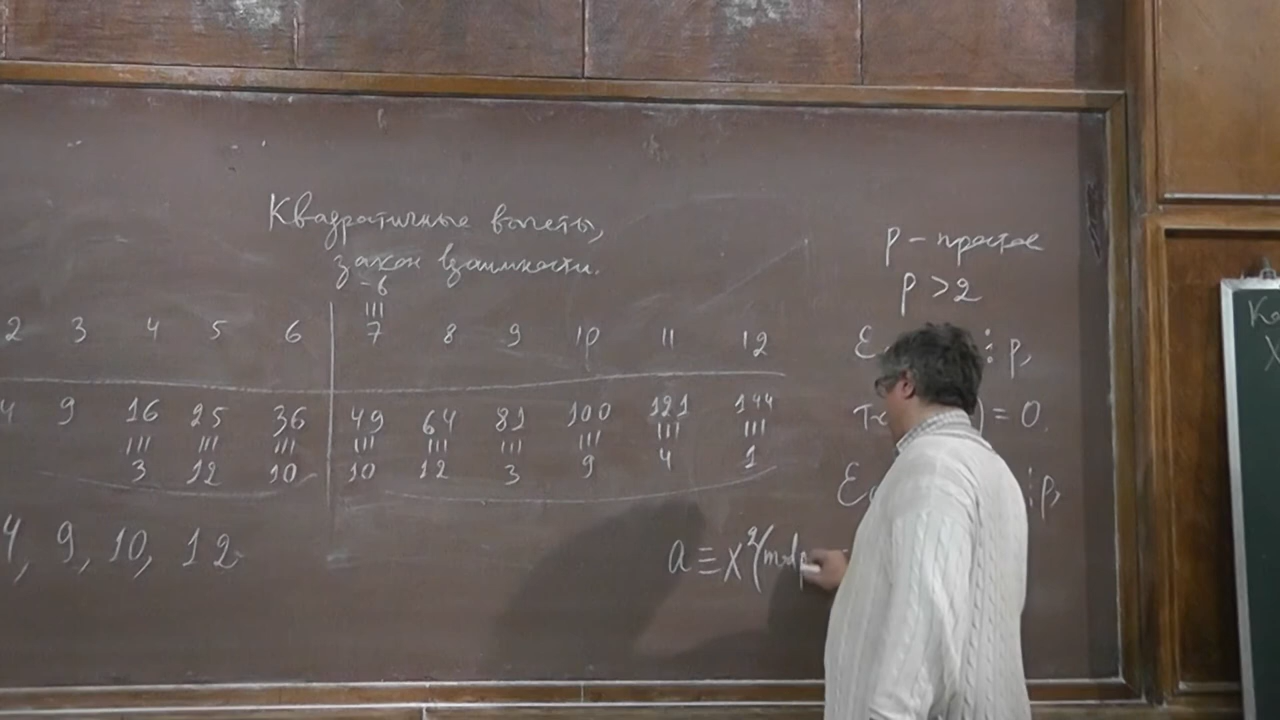 Квадратичные вычеты,
закон взаимности.
-6
≡
2 3 4 5 6 7 8 9 10 11 12
4 9 16 25 36 49 64 81 100 121 144
≡ ≡ ≡ ≡ ≡ ≡ ≡ ≡ ≡
3 12 10 10 12 3 9 4 1
4, 9, 10, 12
p - простое
p > 2
⋮ p,
) = 0.
⋮ p,
a ≡ x² (mod p